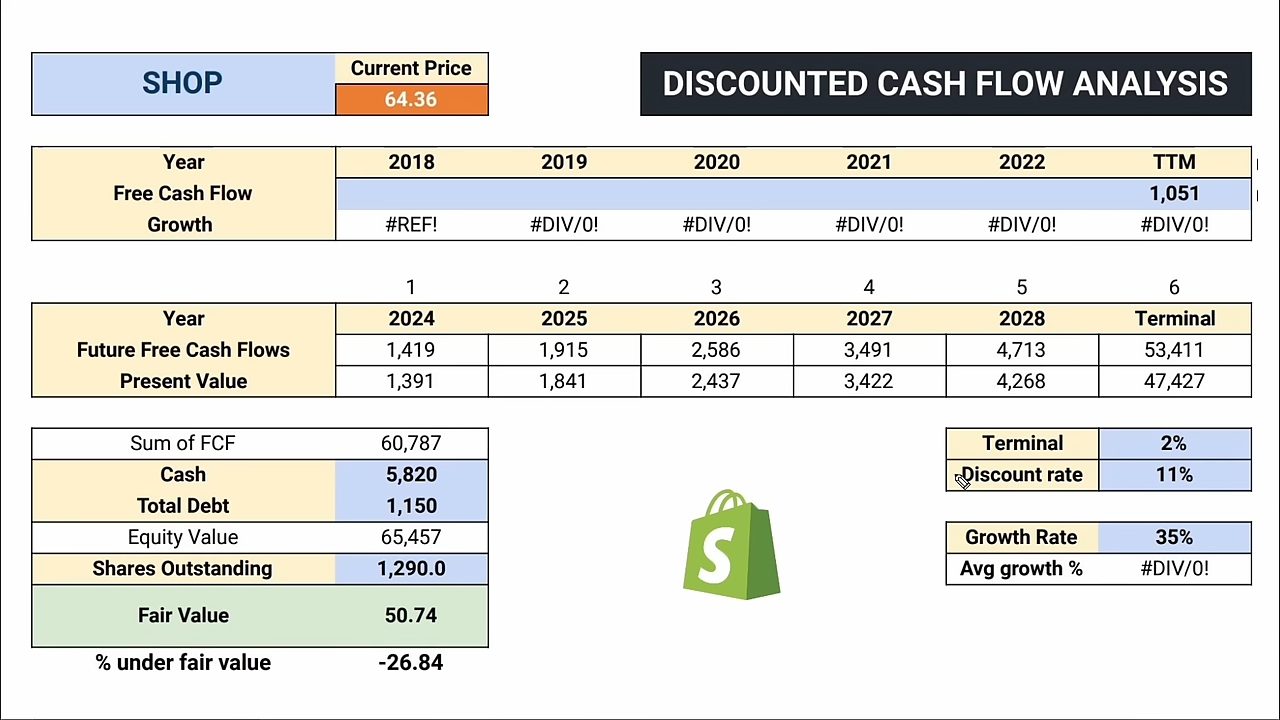 SHOP
Current Price
64.36
DISCOUNTED CASH FLOW ANALYSIS
Year 2018 2019 2020 2021 2022 TTM
Free Cash Flow 1,051
Growth #REF! #DIV/0! #DIV/0! #DIV/0! #DIV/0! #DIV/0!
1 2 3 4 5 6
Year 2024 2025 2026 2027 2028 Terminal
Future Free Cash Flows 1,419 1,915 2,586 3,491 4,713 53,411
Present Value 1,391 1,841 2,437 3,422 4,268 47,427
Sum of FCF 60,787
Cash 5,820
Total Debt 1,150
Equity Value 65,457
Shares Outstanding 1,290.0
Fair Value 50.74
% under fair value -26.84
S
Terminal 2%
Discount rate 11%
Growth Rate 35%
Avg growth % #DIV/0!